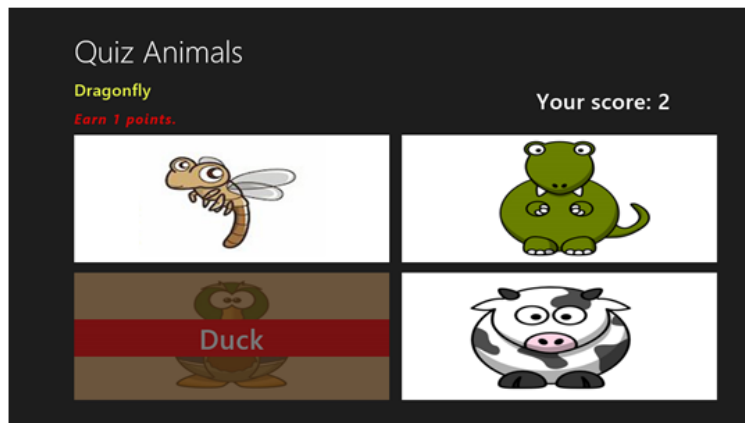 Quiz Animals
Dragonfly
Your score: 2
Earn 1 points.
Duck